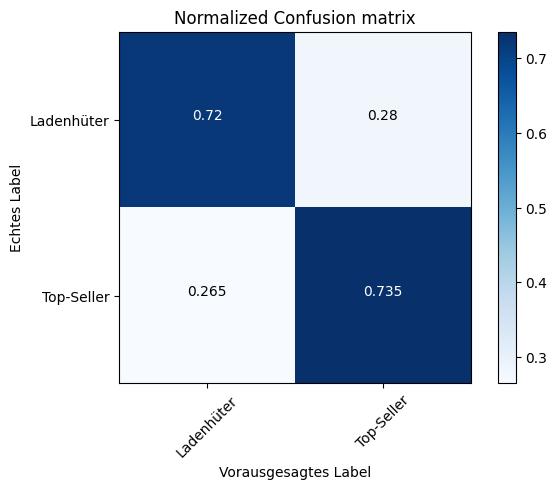 Normalized Confusion matrix
Echtes Label
Ladenhüter
0.72
0.28
Top-Seller
0.265
0.735
Ladenhüter
Top-Seller
Vorausgesagtes Label
0.7
0.6
0.5
0.4
0.3